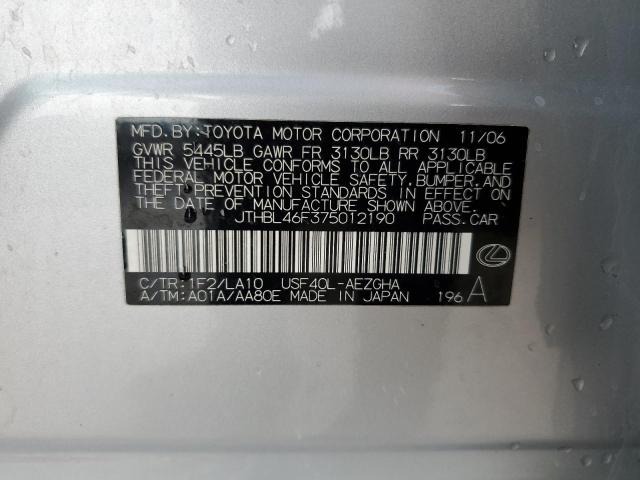 MFD. BY: TOYOTA MOTOR CORPORATION 11/06
GVWR 5445LB GAWR FR 3130LB RR 3130LB
THIS VEHICLE CONFORMS TO ALL APPLICABLE
FEDERAL MOTOR VEHICLE SAFETY, BUMPER, AND
THEFT PREVENTION STANDARDS IN EFFECT ON
THE DATE OF MANUFACTURE SHOWN ABOVE.
JTHBL46F375012190 PASS. CAR
C/TR: 1F2/LA10 USF40L-AEZGHA
A/TM: A01A/AA80E MADE IN JAPAN 196 A